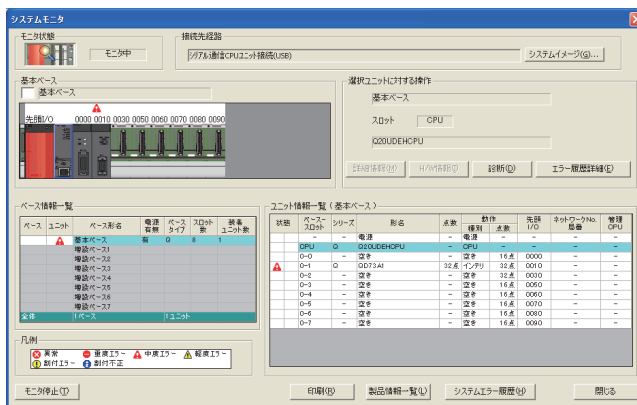 システムモニタ
モニタ状態
モニタ中
接続先経路
シリアル通信CPUユニット接続(USB)
システムイメージ(G)...
基本ベース
基本ベース
先頭I/O 0000 0010 0030 0050 0060 0070 0080 0090
選択ユニットに対する操作
基本ベース
スロット CPU
Q20UDEHCPU
詳細情報(M) H/W情報(I) 診断(D) エラー履歴詳細(E)
ベース情報一覧
ベース ユニット ベース形名 電源有無 ベースタイプ スロット数 装着ユニット数
基本ベース 有 Q 8 1
増設ベース1
増設ベース2
増設ベース3
増設ベース4
増設ベース5
増設ベース6
増設ベース7
全体 1ベース 1ユニット
ユニット情報一覧(基本ベース)
状態 ベース-スロット シリーズ 形名 点数 動作 種別 点数 先頭I/O ネットワークNo.局番 管理CPU
- - 電源 - 電源 - - - -
CPU Q Q20UDEHCPU - CPU - - - -
0-0 - 空き - 空き 16点 0000 - -
0-1 Q QD73A1 32点 インテリ 32点 0010 - -
0-2 - 空き - 空き 32点 0030 - -
0-3 - 空き - 空き 16点 0050 - -
0-4 - 空き - 空き 16点 0060 - -
0-5 - 空き - 空き 16点 0070 - -
0-6 - 空き - 空き 16点 0080 - -
0-7 - 空き - 空き 16点 0090 - -
凡例
異常 重度エラー 中度エラー 軽度エラー
割付エラー 割付不正
モニタ停止(T) 印刷(R) 製品情報一覧(L) システムエラー履歴(H) 閉じる